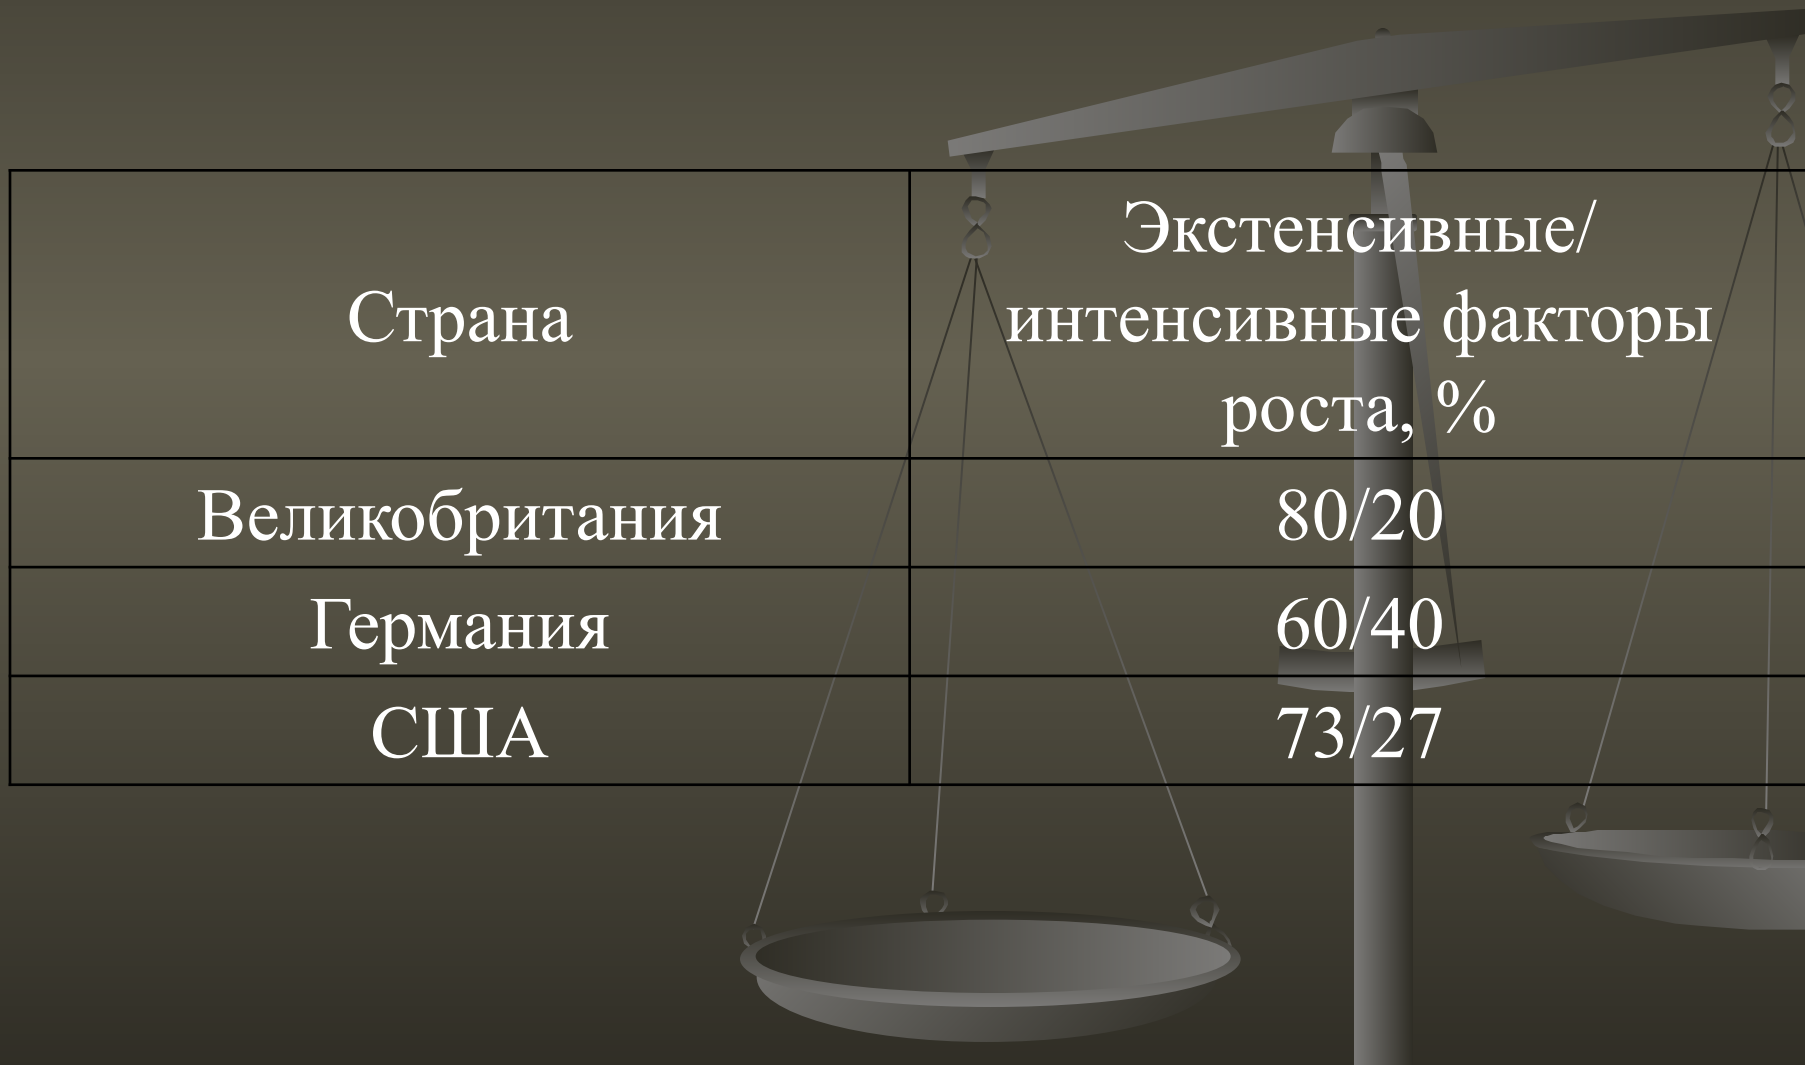 Страна
Экстенсивные/
интенсивные факторы
роста, %
Великобритания
80/20
Германия
60/40
США
73/27